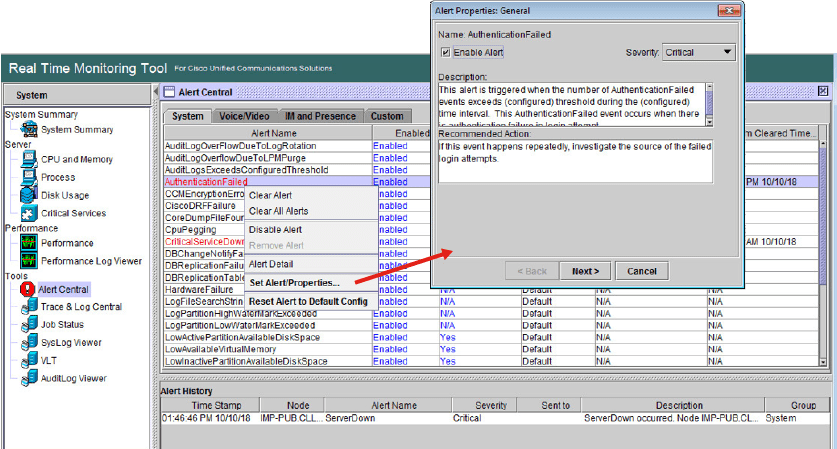 Real Time Monitoring Tool For Cisco Unified Communications Solutions
System
System Summary
System Summary
Server
CPU and Memory
Process
Disk Usage
Critical Services
Performance
Performance
Performance Log Viewer
Tools
Alert Central
Trace & Log Central
Job Status
SysLog Viewer
VLT
AuditLog Viewer
Alert Central
System Voice/Video IM and Presence Custom
Alert Name Enabled m Cleared Time...
AuditLogOverFlowDueToLogRotation Enabled
AuditLogOverFlowDueToLPMPurge Enabled
AuditLogsExceedsConfiguredThreshold Enabled
AuthenticationFailed Enabled PM 10/10/18
CCMEncryptionErro nabled
CiscoDRFFailure nabled
CoreDumpFileFour nabled
CpuPegging nabled
CriticalServiceDown nabled AM 10/10/18
DBChangeNotifyFa nabled
DBReplicationFailu nabled
DBReplicationTable nabled
HardwareFailure nabled N/A Default N/A N/A
LogFileSearchStrin nabled N/A Default N/A N/A
LogPartitionHighWaterMarkExceeded Enabled N/A Default N/A N/A
LogPartitionLowWaterMarkExceeded Enabled N/A Default N/A N/A
LowActivePartitionAvailableDiskSpace Enabled Yes Default N/A N/A
LowAvailableVirtualMemory Enabled Yes Default N/A N/A
LowInactivePartitionAvailableDiskSpace Enabled Yes Default N/A N/A
Clear Alert
Clear All Alerts
Disable Alert
Remove Alert
Alert Detail
Set Alert/Properties...
Reset Alert to Default Config
Alert Properties: General
Name: AuthenticationFailed
Enable Alert Severity: Critical
Description:
This alert is triggered when the number of AuthenticationFailed
events exceeds (configured) threshold during the (configured)
time interval. This AuthenticationFailed event occurs when there
is authentication failure in login attempt.
Recommended Action:
If this event happens repeatedly, investigate the source of the failed
login attempts.
< Back Next > Cancel
Alert History
Time Stamp Node Alert Name Severity Sent to Description Group
01:46:46 PM 10/10/18 IMP-PUB.CLL... ServerDown Critical ServerDown occurred. Node IMP-PUB.CL... System